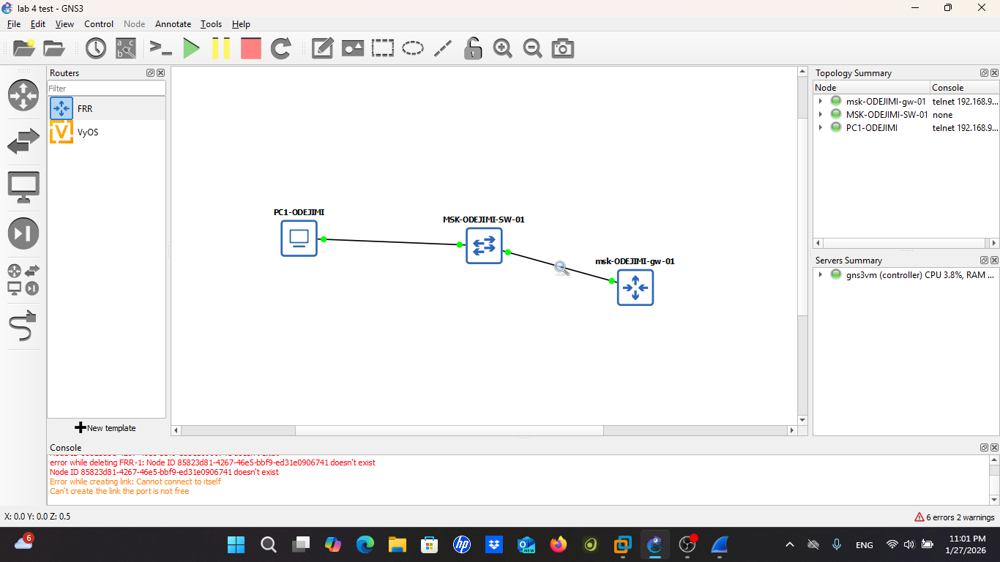 lab 4 test - GNS3
File Edit View Control Node Annotate Tools Help
Routers
Filter
FRR
VyOS
New template
PC1-ODEJIMI
MSK-ODEJIMI-SW-01
msk-ODEJIMI-gw-01
Topology Summary
Node Console
msk-ODEJIMI-gw-01 telnet 192.168.9...
MSK-ODEJIMI-SW-01 none
PC1-ODEJIMI telnet 192.168.9...
Servers Summary
gns3vm (controller) CPU 3.8%, RAM ...
Console
error while deleting FRR-1: Node ID 85823d81-4267-46e5-bbf9-ed31e0906741 doesn't exist
Node ID 85823d81-4267-46e5-bbf9-ed31e0906741 doesn't exist
Error while creating link: Cannot connect to itself
Can't create the link the port is not free
X: 0.0 Y: 0.0 Z: 0.5
6 errors 2 warnings
6
hp
NEW
ENG
11:01 PM
1/27/2026